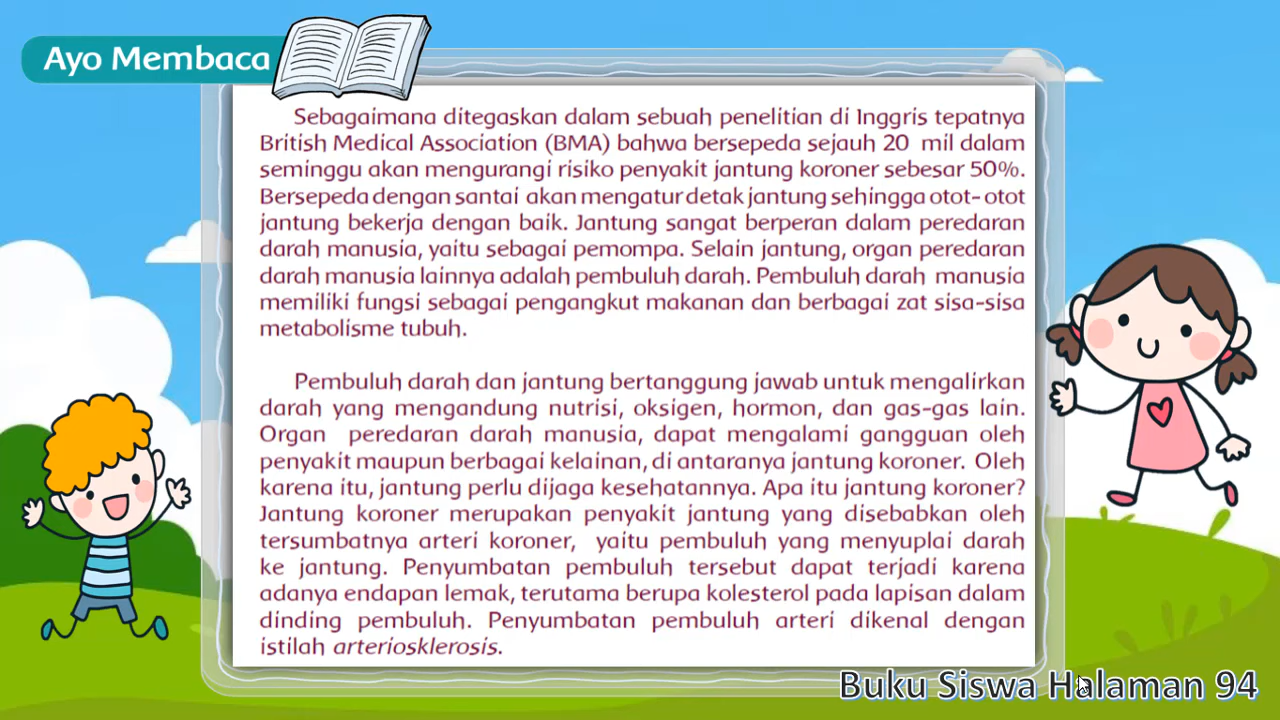 Ayo Membaca
Sebagaimana ditegaskan dalam sebuah penelitian di Inggris tepatnya
British Medical Association (BMA) bahwa bersepeda sejauh 20 mil dalam
seminggu akan mengurangi risiko penyakit jantung koroner sebesar 50%.
Bersepeda dengan santai akan mengatur detak jantung sehingga otot-otot
jantung bekerja dengan baik. Jantung sangat berperan dalam peredaran
darah manusia, yaitu sebagai pemompa. Selain jantung, organ peredaran
darah manusia lainnya adalah pembuluh darah. Pembuluh darah manusia
memiliki fungsi sebagai pengangkut makanan dan berbagai zat sisa-sisa
metabolisme tubuh.
Pembuluh darah dan jantung bertanggung jawab untuk mengalirkan
darah yang mengandung nutrisi, oksigen, hormon, dan gas-gas lain.
Organ peredaran darah manusia, dapat mengalami gangguan oleh
penyakit maupun berbagai kelainan, di antaranya jantung koroner. Oleh
karena itu, jantung perlu dijaga kesehatannya. Apa itu jantung koroner?
Jantung koroner merupakan penyakit jantung yang disebabkan oleh
tersumbatnya arteri koroner, yaitu pembuluh yang menyuplai darah
ke jantung. Penyumbatan pembuluh tersebut dapat terjadi karena
adanya endapan lemak, terutama berupa kolesterol pada lapisan dalam
dinding pembuluh. Penyumbatan pembuluh arteri dikenal dengan
istilah arteriosklerosis.
Buku Siswa Halaman 94